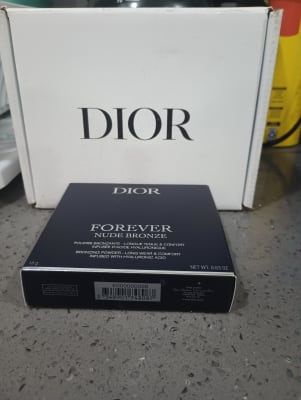 DIOR
DIOR
FOREVER
NUDE BRONZE
POUDRE BRONZANTE - LONGUE TENUE & CONFORT
INFUSÉE D'ACIDE HYALURONIQUE
BRONZING POWDER - LONG WEAR & COMFORT
INFUSED WITH HYALURONIC ACID
NET WT. 0.35 OZ